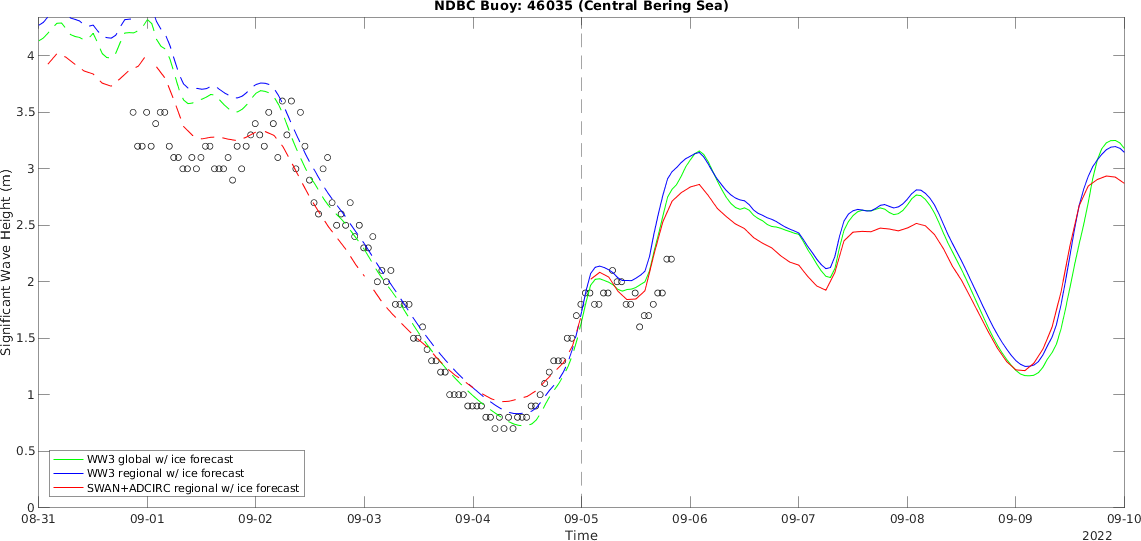 NDBC Buoy: 46035 (Central Bering Sea)
4
3.5
3
2.5
2
1.5
1
0.5
0
Significant Wave Height (m)
WW3 global w/ ice forecast
WW3 regional w/ ice forecast
SWAN+ADCIRC regional w/ ice forecast
08-31 09-01 09-02 09-03 09-04 09-05 09-06 09-07 09-08 09-09 09-10
Time 2022